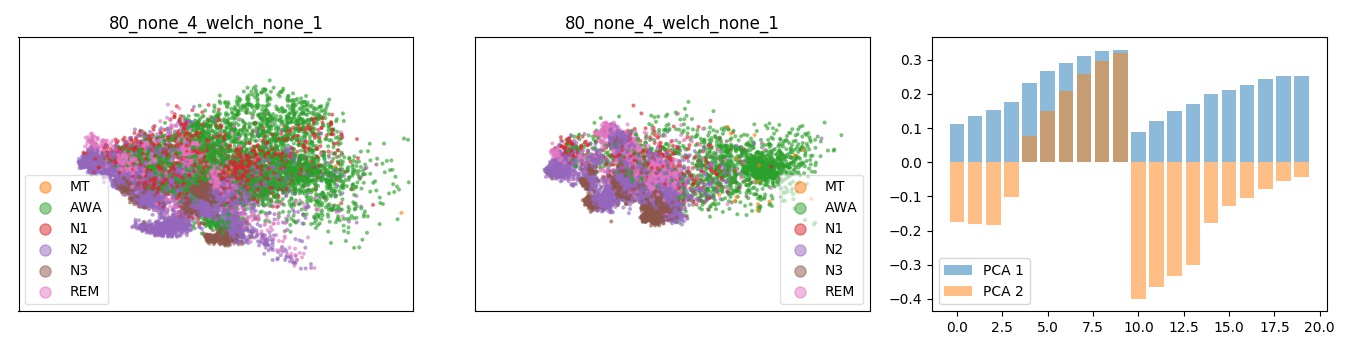 80_none_4_welch_none_1
MT
AWA
N1
N2
N3
REM
80_none_4_welch_none_1
MT
AWA
N1
N2
N3
REM
0.3
0.2
0.1
0.0
−0.1
−0.2
−0.3
−0.4
PCA 1
PCA 2
0.0 2.5 5.0 7.5 10.0 12.5 15.0 17.5 20.0